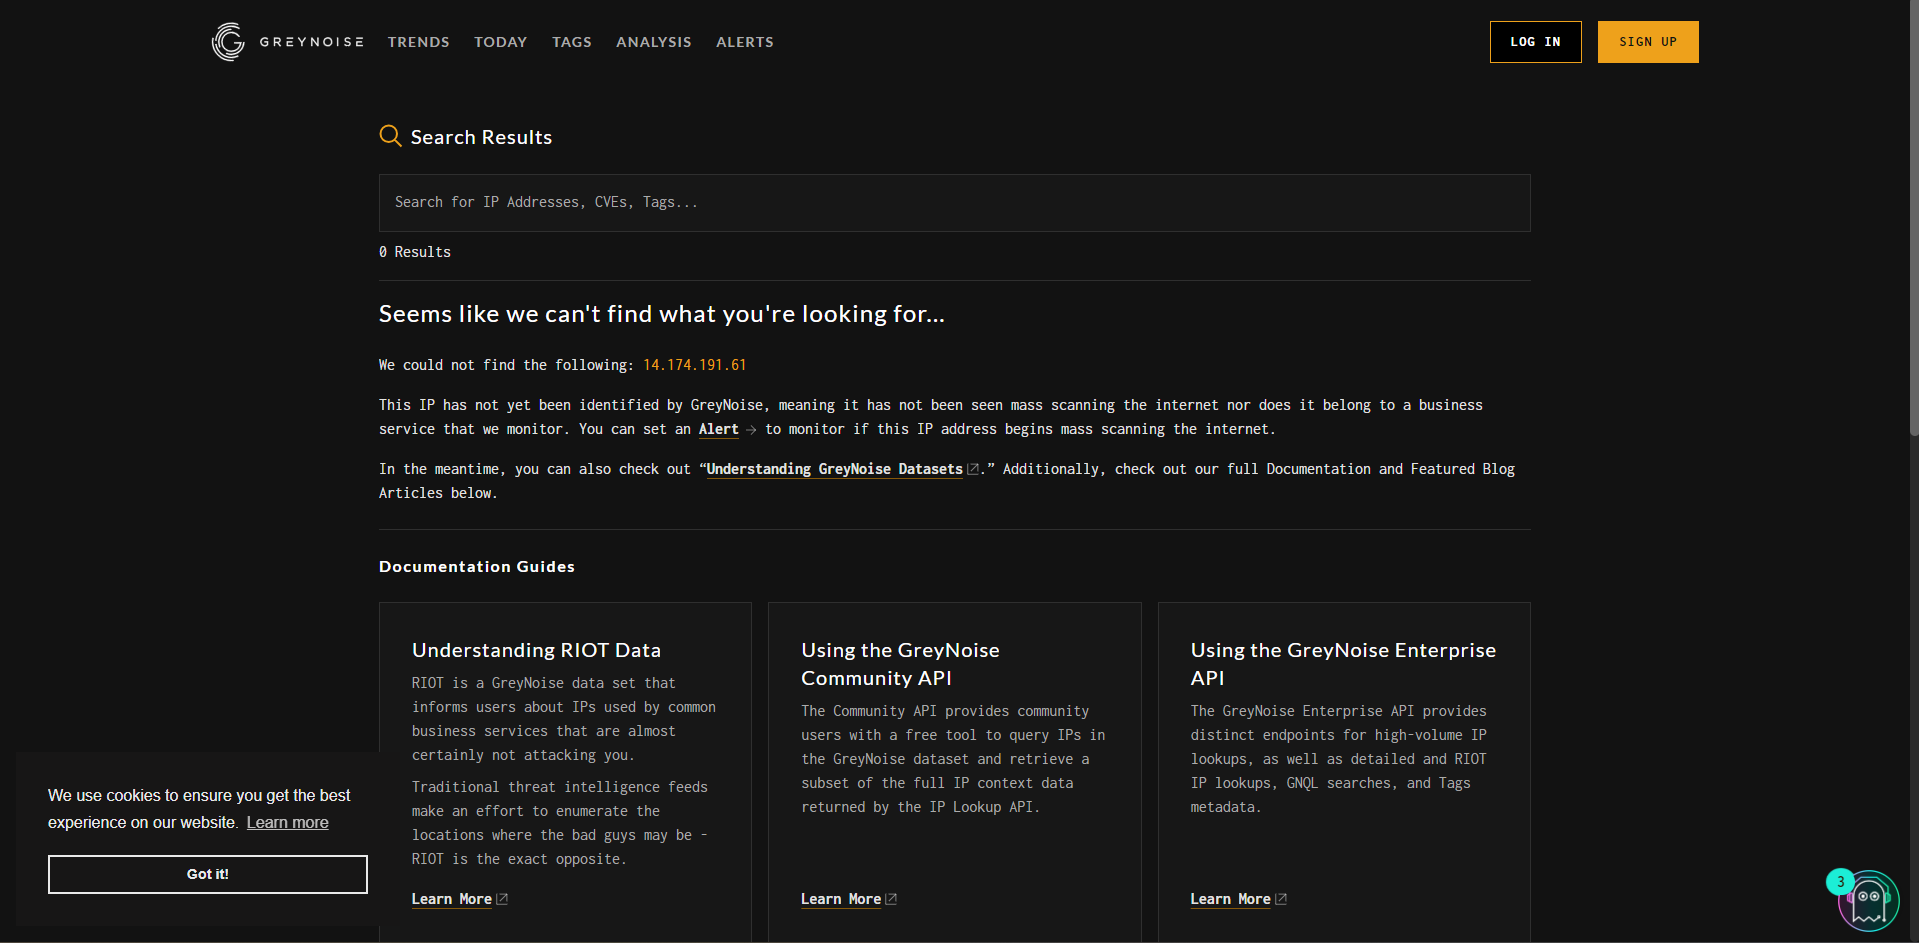 GREYNOISE TRENDS TODAY TAGS ANALYSIS ALERTS LOG IN SIGN UP
Search Results
Search for IP Addresses, CVEs, Tags...
0 Results
Seems like we can't find what you're looking for...
We could not find the following: 14.174.191.61
This IP has not yet been identified by GreyNoise, meaning it has not been seen mass scanning the internet nor does it belong to a business
service that we monitor. You can set an Alert → to monitor if this IP address begins mass scanning the internet.
In the meantime, you can also check out “Understanding GreyNoise Datasets.” Additionally, check out our full Documentation and Featured Blog
Articles below.
Documentation Guides
Understanding RIOT Data
RIOT is a GreyNoise data set that
informs users about IPs used by common
business services that are almost
certainly not attacking you.
Traditional threat intelligence feeds
make an effort to enumerate the
locations where the bad guys may be -
RIOT is the exact opposite.
Learn More
Using the GreyNoise
Community API
The Community API provides community
users with a free tool to query IPs in
the GreyNoise dataset and retrieve a
subset of the full IP context data
returned by the IP Lookup API.
Learn More
Using the GreyNoise Enterprise
API
The GreyNoise Enterprise API provides
distinct endpoints for high-volume IP
lookups, as well as detailed and RIOT
IP lookups, GNQL searches, and Tags
metadata.
Learn More
We use cookies to ensure you get the best
experience on our website. Learn more
Got it!
3